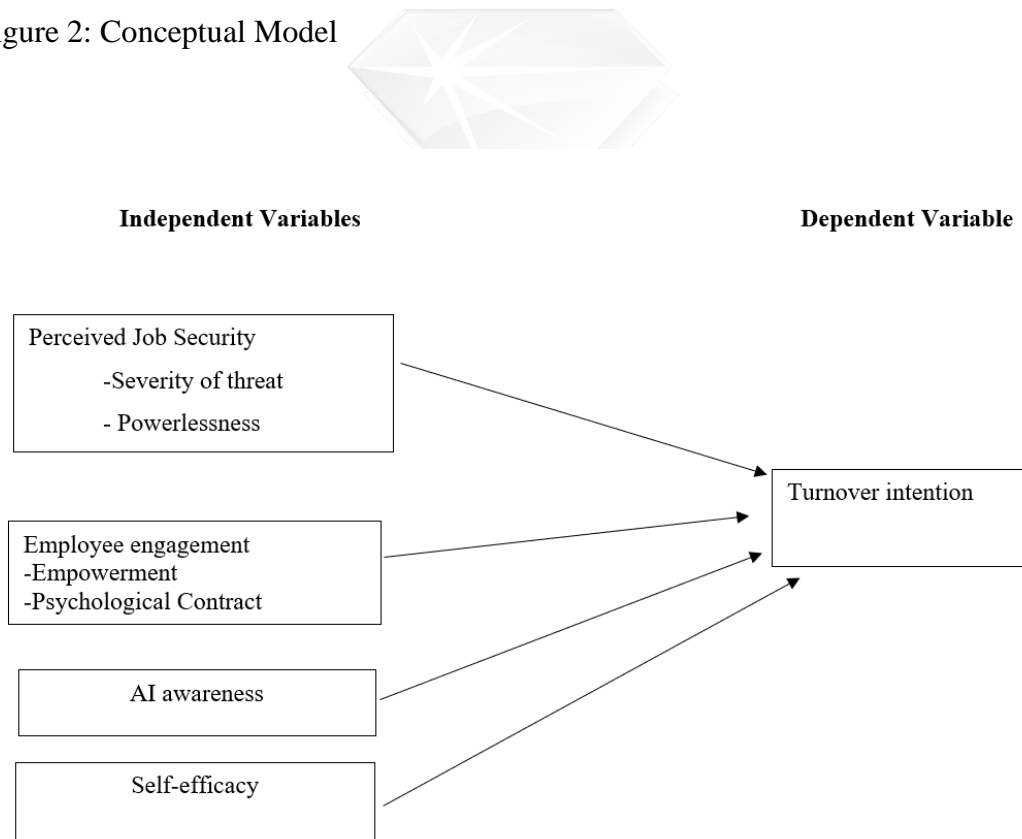 gure 2: Conceptual Model
Independent Variables
Dependent Variable
Perceived Job Security
-Severity of threat
- Powerlessness
Turnover intention
Employee engagement
-Empowerment
-Psychological Contract
AI awareness
Self-efficacy